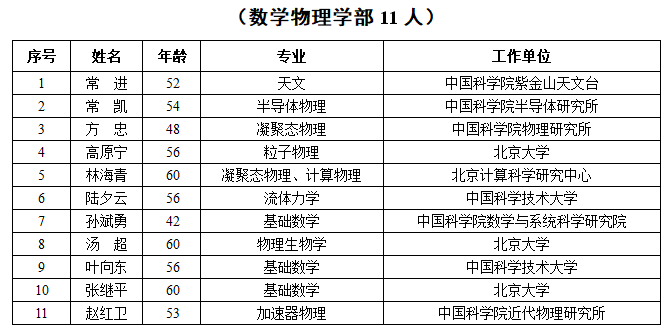 （数学物理学部 11 人）
序号 姓名 年龄 专业 工作单位
1 常　进 52 天文 中国科学院紫金山天文台
2 常　凯 54 半导体物理 中国科学院半导体研究所
3 方　忠 48 凝聚态物理 中国科学院物理研究所
4 高原宁 56 粒子物理 北京大学
5 林海青 60 凝聚态物理、计算物理 北京计算科学研究中心
6 陆夕云 56 流体力学 中国科学技术大学
7 孙斌勇 42 基础数学 中国科学院数学与系统科学研究院
8 汤　超 60 物理生物学 北京大学
9 叶向东 56 基础数学 中国科学技术大学
10 张继平 60 基础数学 北京大学
11 赵红卫 53 加速器物理 中国科学院近代物理研究所